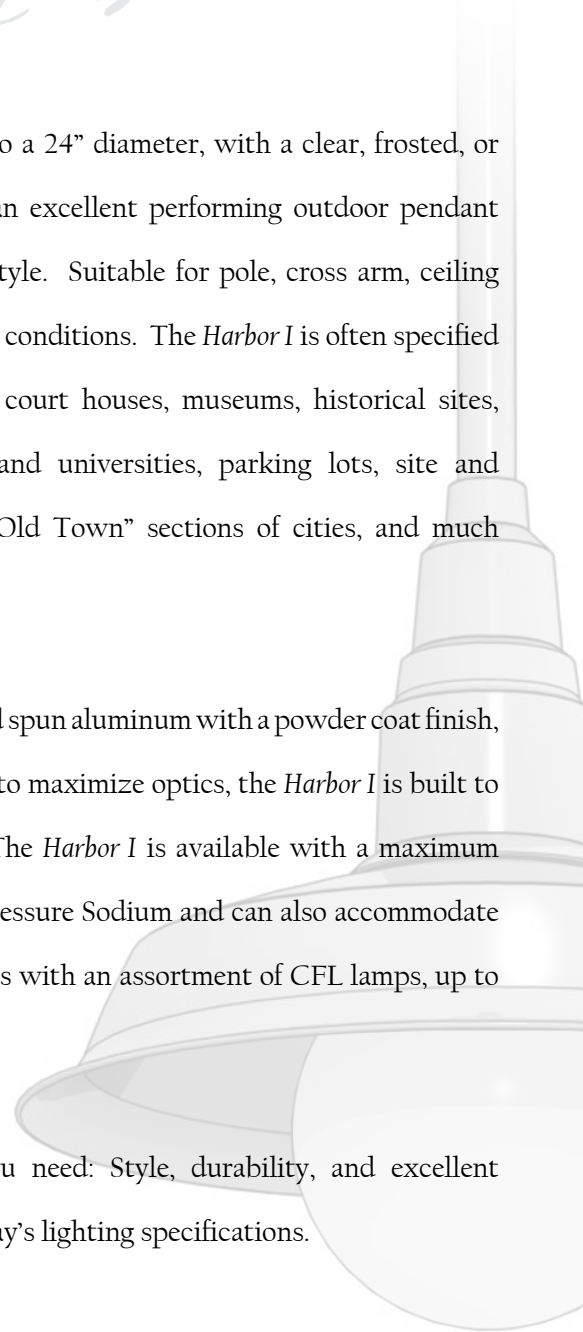 o a 24” diameter, with a clear, frosted, or
an excellent performing outdoor pendant
tyle. Suitable for pole, cross arm, ceiling
conditions. The Harbor I is often specified
court houses, museums, historical sites,
and universities, parking lots, site and
Old Town” sections of cities, and much
d spun aluminum with a powder coat finish,
to maximize optics, the Harbor I is built to
The Harbor I is available with a maximum
essure Sodium and can also accommodate
s with an assortment of CFL lamps, up to
u need: Style, durability, and excellent
ay’s lighting specifications.